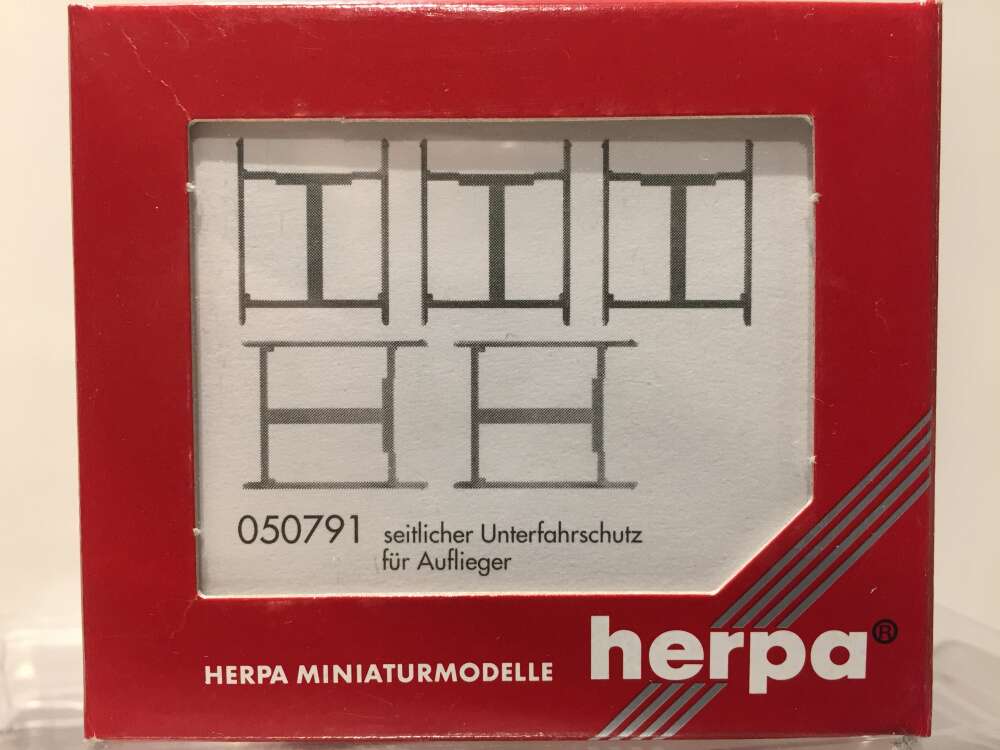 050791 seitlicher Unterfahrschutz
für Auflieger
HERPA MINIATURMODELLE
herpa®